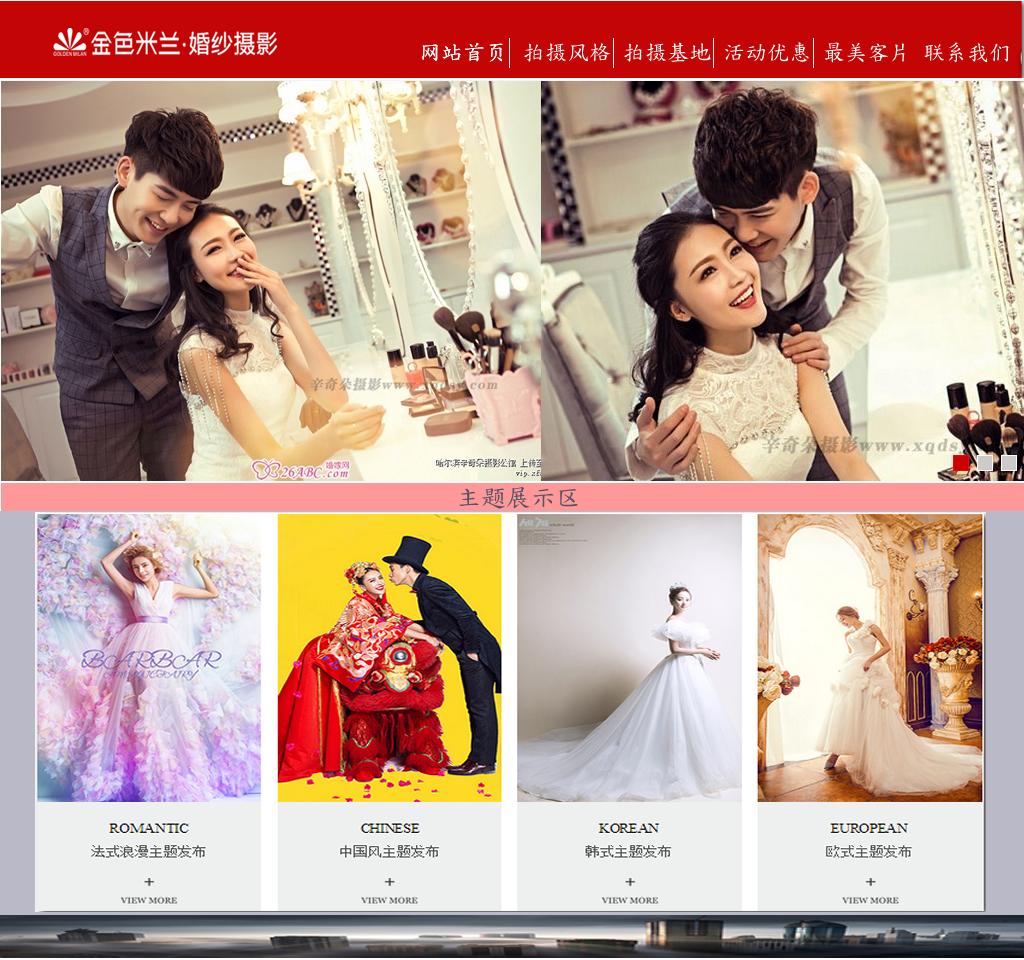 金色米兰·婚纱摄影®
GOLDEN MILAN
网站首页 拍摄风格 拍摄基地 活动优惠 最美客片 联系我们
辛奇朵摄影www.xqdsy.com
辛奇朵摄影www.xqds
婚嫁网
26ABC.com
哈尔滨辛奇朵摄影公馆 上传至
vip.zf
主题展示区
BARBCAR
ROMANTIC
法式浪漫主题发布
+
VIEW MORE
CHINESE
中国风主题发布
+
VIEW MORE
KOREAN
韩式主题发布
+
VIEW MORE
EUROPEAN
欧式主题发布
+
VIEW MORE